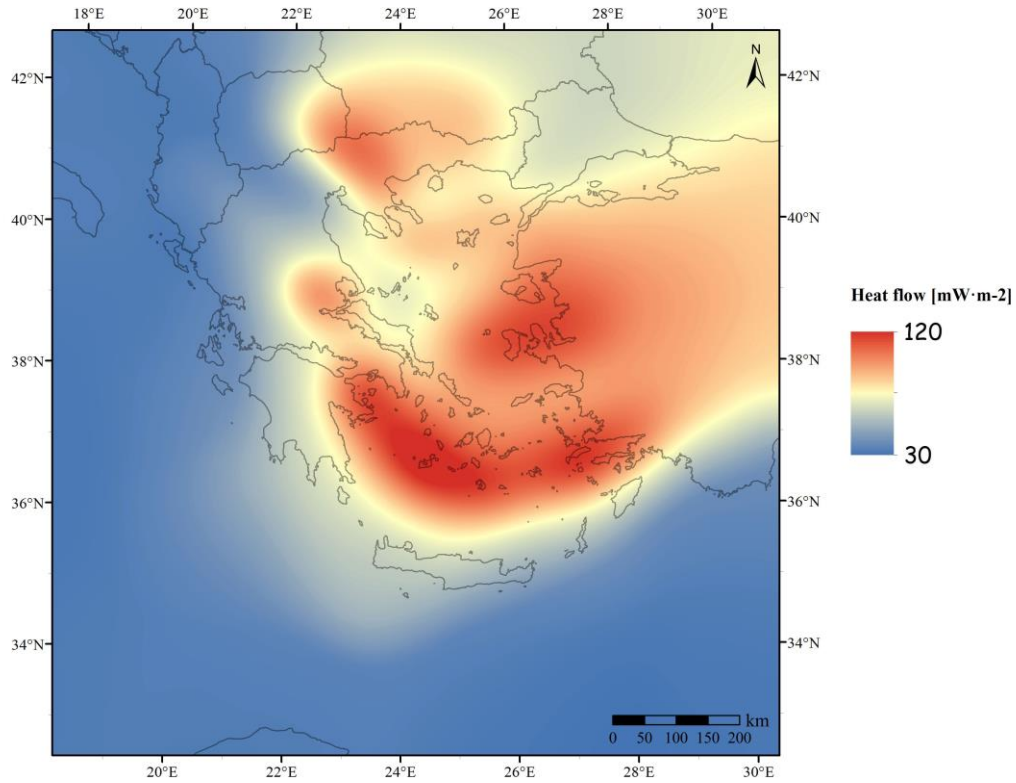 18°E 20°E 22°E 24°E 26°E 28°E 30°E
N
42°N 42°N
40°N 40°N
Heat flow [mW·m-2]
120
38°N 38°N
30
36°N 36°N
34°N 34°N
km
0 50 100 150 200
20°E 22°E 24°E 26°E 28°E 30°E